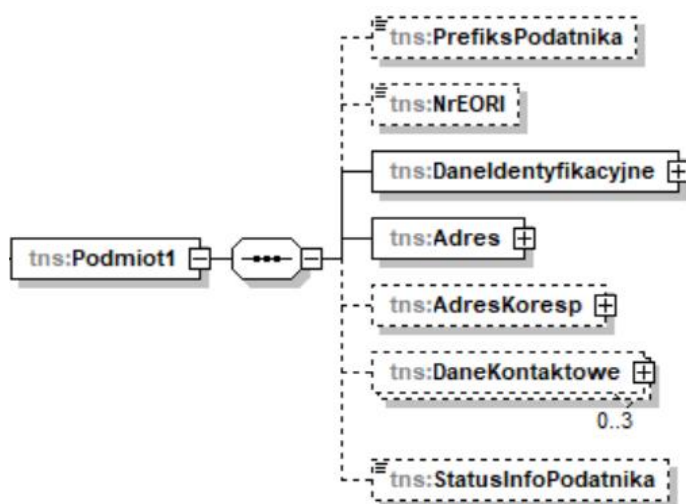 tns:PrefiksPodatnika
tns:NrEORI
tns:DaneIdentyfikacyjne
tns:Adres
tns:Podmiot1
tns:AdresKoresp
tns:DaneKontaktowe
0..3
tns:StatusInfoPodatnika